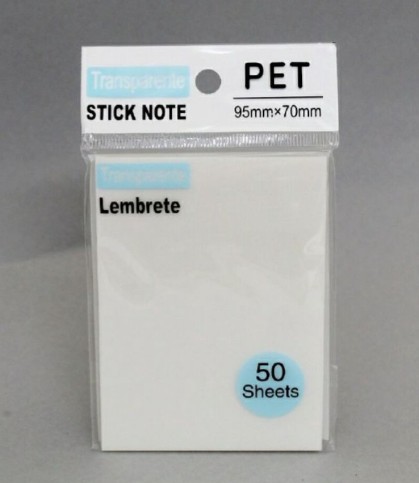 Transparente
STICK NOTE
PET
95mm×70mm
Transparente
Lembrete
50
Sheets